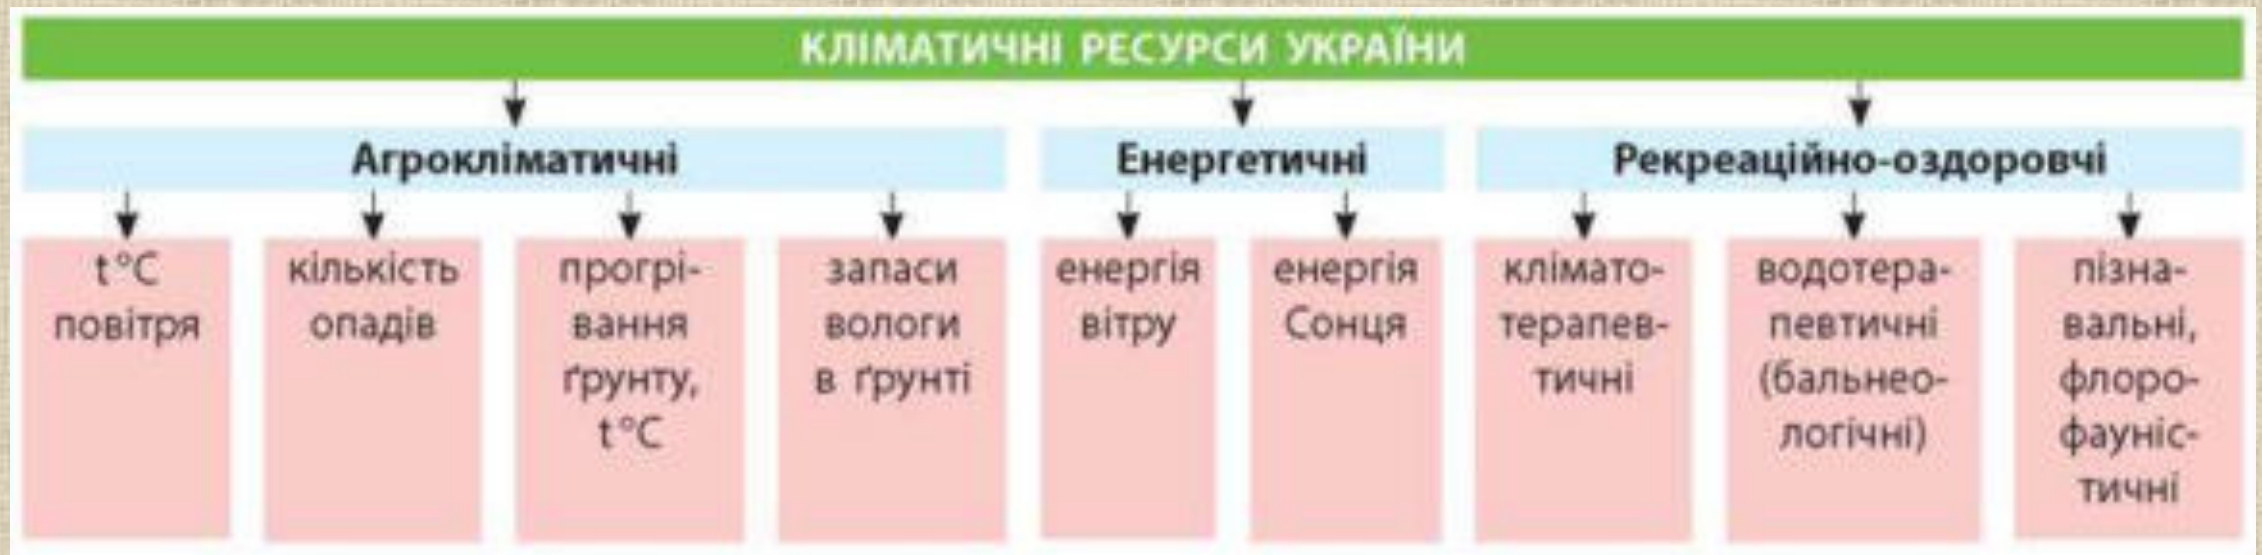 КЛІМАТИЧНІ РЕСУРСИ УКРАЇНИ
Агрокліматичні
Енергетичні
Рекреаційно-оздоровчі
t°C
повітря
кількість
опадів
прогрі-
вання
ґрунту,
t°C
запаси
вологи
в ґрунті
енергія
вітру
енергія
Сонця
клімато-
терапев-
тичні
водотера-
певтичні
(бальнео-
логічні)
пізна-
вальні,
флоро-
фауніс-
тичні